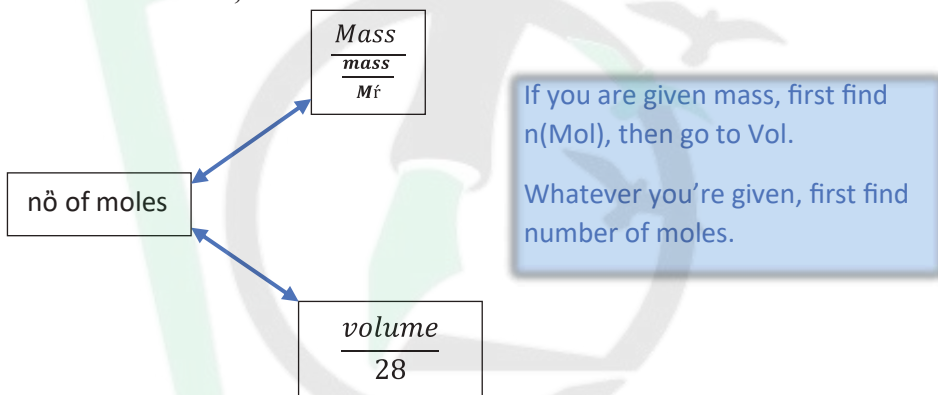 Mass
mass
Mŕ
If you are given mass, first find
n(Mol), then go to Vol.
nȍ of moles
Whatever you're given, first find
number of moles.
volume
28